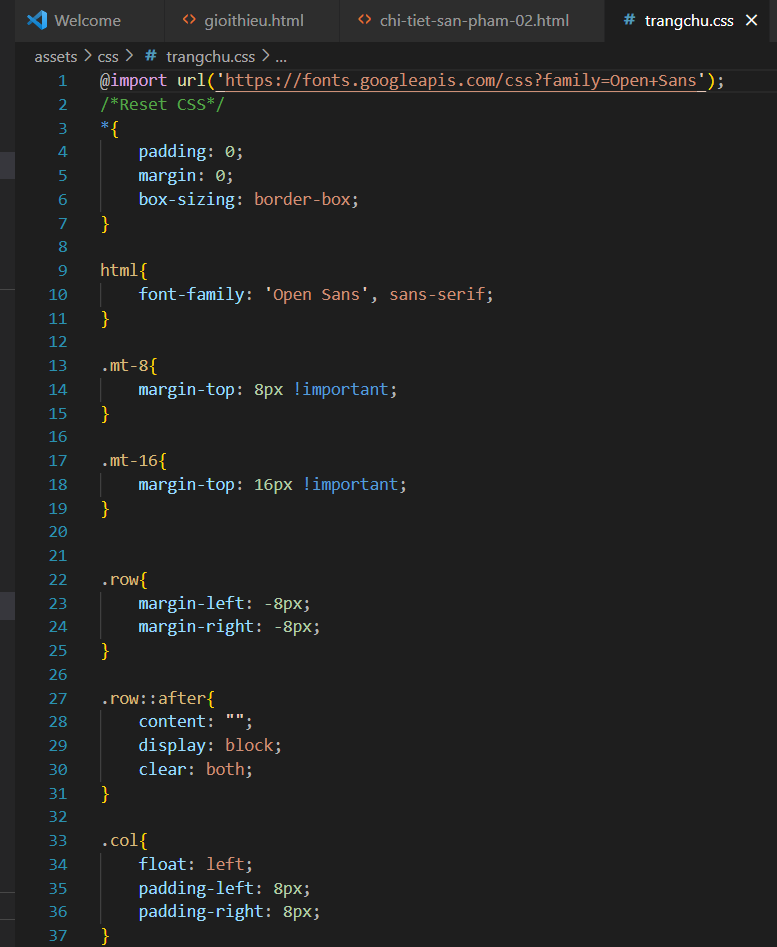 Welcome gioithieu.html chi-tiet-san-pham-02.html # trangchu.css
assets > css > # trangchu.css > ...
1 @import url('https://fonts.googleapis.com/css?family=Open+Sans');
2 /*Reset CSS*/
3 *{
4 padding: 0;
5 margin: 0;
6 box-sizing: border-box;
7 }
8
9 html{
10 font-family: 'Open Sans', sans-serif;
11 }
12
13 .mt-8{
14 margin-top: 8px !important;
15 }
16
17 .mt-16{
18 margin-top: 16px !important;
19 }
20
21
22 .row{
23 margin-left: -8px;
24 margin-right: -8px;
25 }
26
27 .row::after{
28 content: "";
29 display: block;
30 clear: both;
31 }
32
33 .col{
34 float: left;
35 padding-left: 8px;
36 padding-right: 8px;
37 }